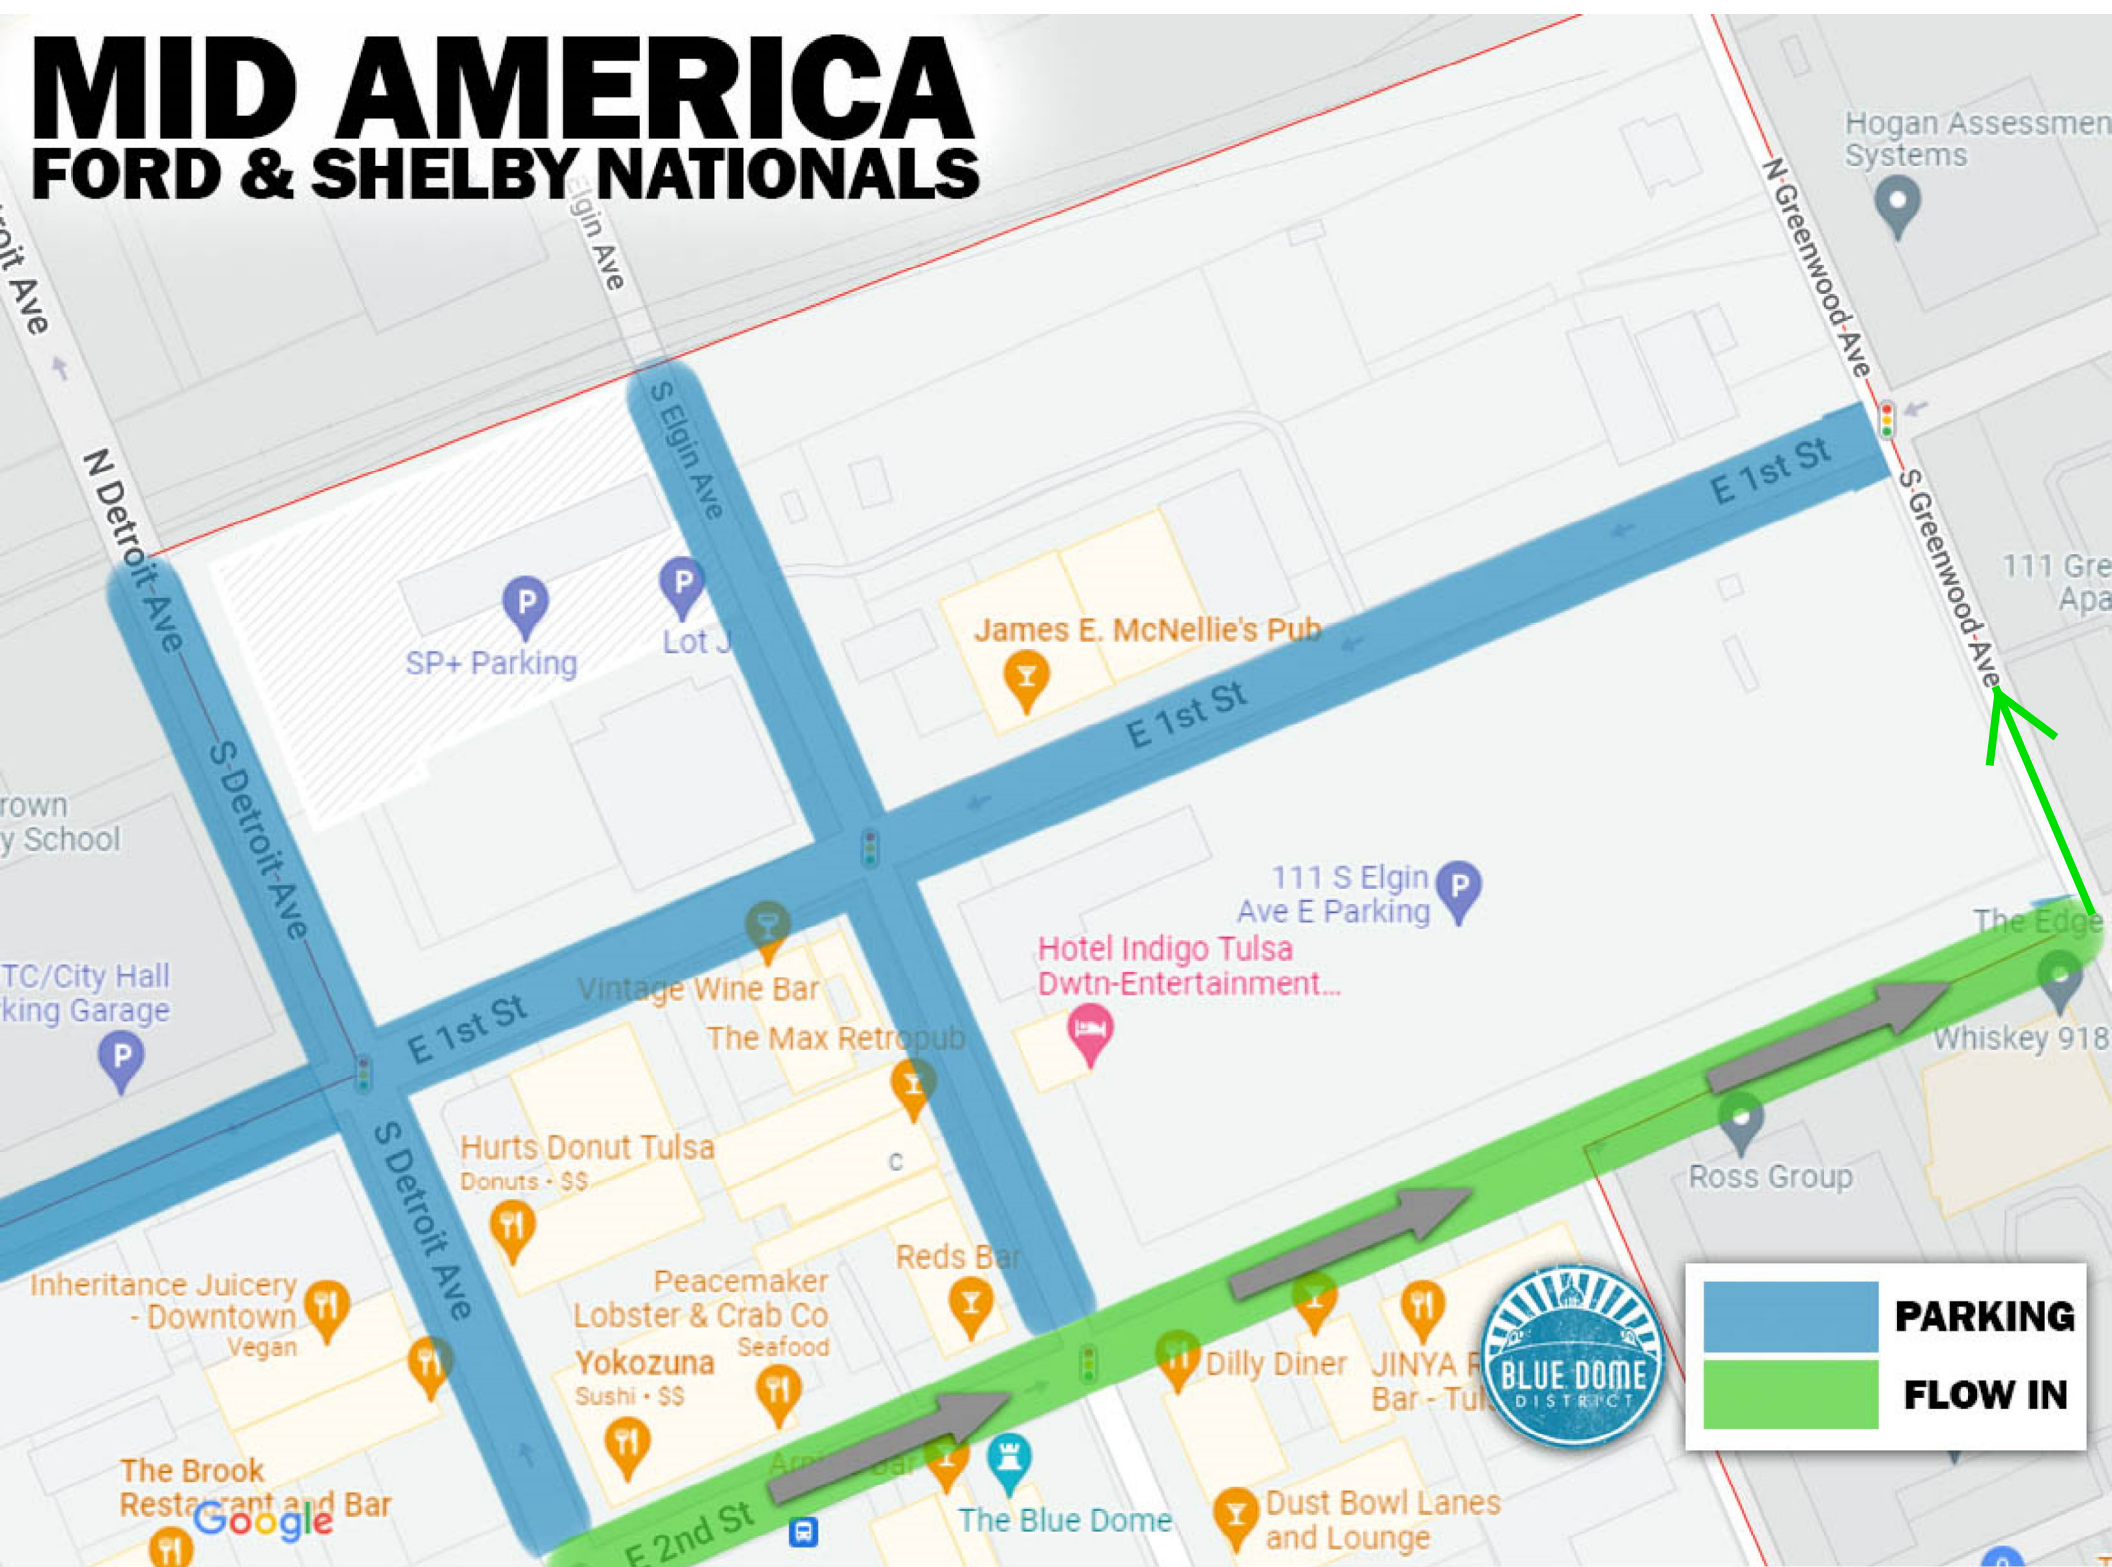 MID AMERICA
FORD & SHELBY NATIONALS
Hogan Assessmen
Systems
N Greenwood Ave
Elgin Ave
roit Ave
N Detroit Ave
S Elgin Ave
E 1st St
S Greenwood Ave
111 Gre
Apa
James E. McNellie's Pub
SP+ Parking
Lot J
E 1st St
S Detroit Ave
rown
y School
111 S Elgin
Ave E Parking
The Edge
Hotel Indigo Tulsa
Dwtn-Entertainment...
TC/City Hall
king Garage
Vintage Wine Bar
E 1st St
The Max Retropub
Whiskey 918
Hurts Donut Tulsa
Donuts · $$
C
Ross Group
S Detroit Ave
Reds Bar
Inheritance Juicery
- Downtown
Vegan
Peacemaker
Lobster & Crab Co
Seafood
Yokozuna
Sushi · $$
Dilly Diner
JINYA R
Bar - Tul
BLUE DOME
DISTRICT
PARKING
FLOW IN
The Brook
Restaurant and Bar
Google
E 2nd St
Bar
The Blue Dome
Dust Bowl Lanes
and Lounge